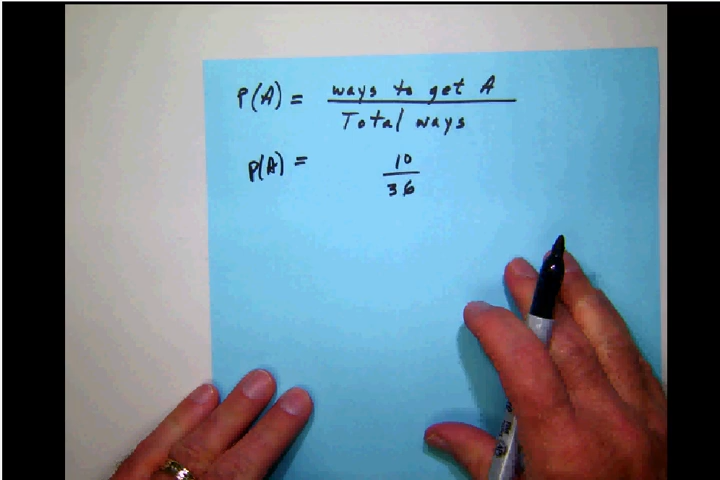 P(A) = ways to get A
Total ways
P(A) = 10
36